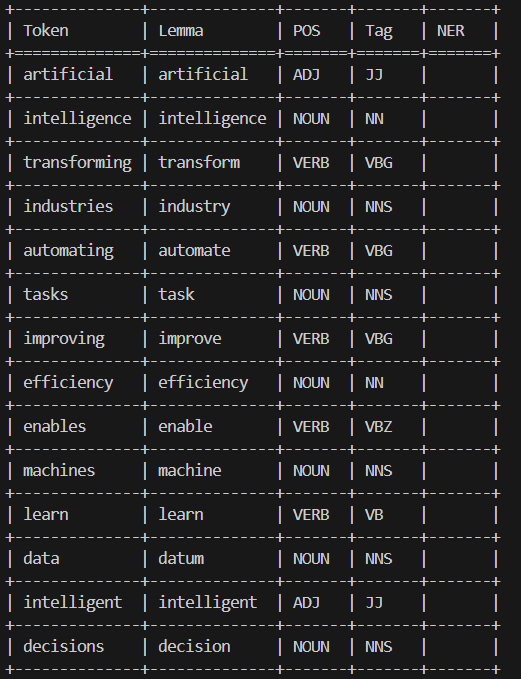 +--------------+--------------+-------+-------+-------+
| Token        | Lemma        | POS   | Tag   | NER   |
+==============+==============+=======+=======+=======+
| artificial   | artificial   | ADJ   | JJ    |       |
+--------------+--------------+-------+-------+-------+
| intelligence | intelligence | NOUN  | NN    |       |
+--------------+--------------+-------+-------+-------+
| transforming | transform    | VERB  | VBG   |       |
+--------------+--------------+-------+-------+-------+
| industries   | industry     | NOUN  | NNS   |       |
+--------------+--------------+-------+-------+-------+
| automating   | automate     | VERB  | VBG   |       |
+--------------+--------------+-------+-------+-------+
| tasks        | task         | NOUN  | NNS   |       |
+--------------+--------------+-------+-------+-------+
| improving    | improve      | VERB  | VBG   |       |
+--------------+--------------+-------+-------+-------+
| efficiency   | efficiency   | NOUN  | NN    |       |
+--------------+--------------+-------+-------+-------+
| enables      | enable       | VERB  | VBZ   |       |
+--------------+--------------+-------+-------+-------+
| machines     | machine      | NOUN  | NNS   |       |
+--------------+--------------+-------+-------+-------+
| learn        | learn        | VERB  | VB    |       |
+--------------+--------------+-------+-------+-------+
| data         | datum        | NOUN  | NNS   |       |
+--------------+--------------+-------+-------+-------+
| intelligent  | intelligent  | ADJ   | JJ    |       |
+--------------+--------------+-------+-------+-------+
| decisions    | decision     | NOUN  | NNS   |       |
+--------------+--------------+-------+-------+-------+